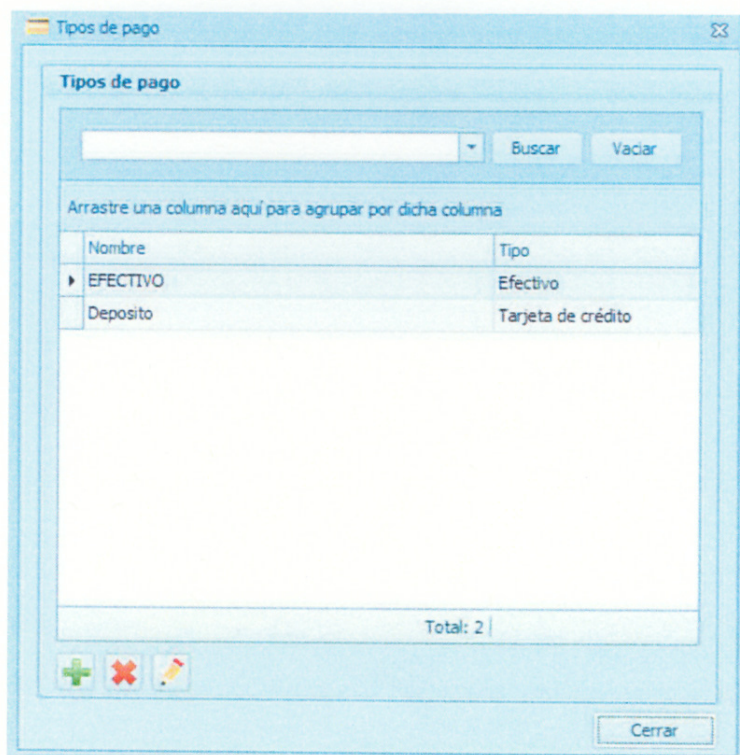 Tipos de pago
Tipos de pago
Buscar Vaciar
Arrastre una columna aquí para agrupar por dicha columna
Nombre Tipo
EFECTIVO Efectivo
Deposito Tarjeta de crédito
Total: 2
Cerrar